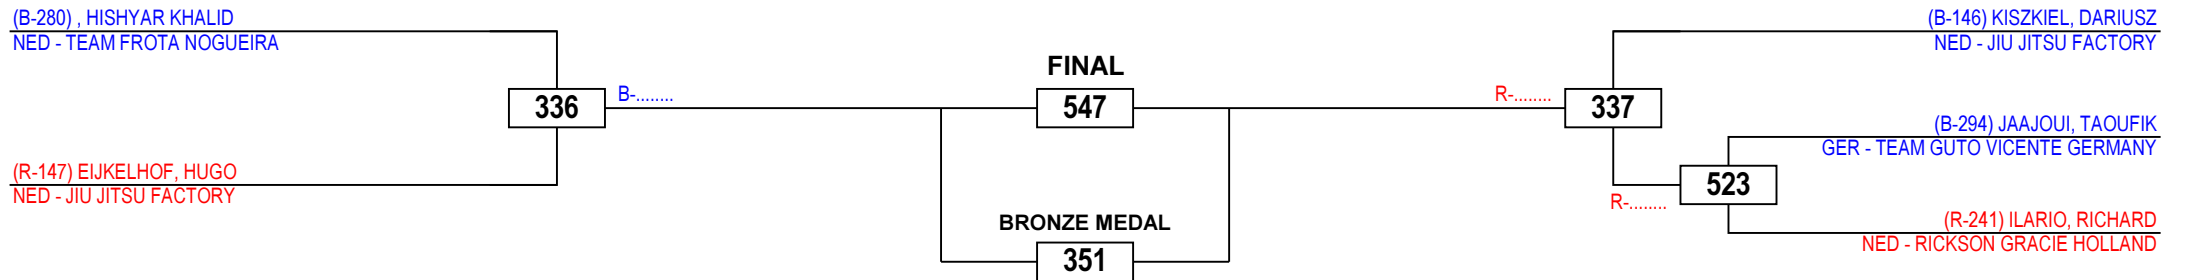 (B-280) , HISHYAR KHALID
NED - TEAM FROTA NOGUEIRA
336
B-........
(R-147) EIJKELHOF, HUGO
NED - JIU JITSU FACTORY
FINAL
547
BRONZE MEDAL
351
(B-146) KISZKIEL, DARIUSZ
NED - JIU JITSU FACTORY
R-........
337
(B-294) JAAJOUI, TAOUFIK
GER - TEAM GUTO VICENTE GERMANY
523
R-........
(R-241) ILARIO, RICHARD
NED - RICKSON GRACIE HOLLAND